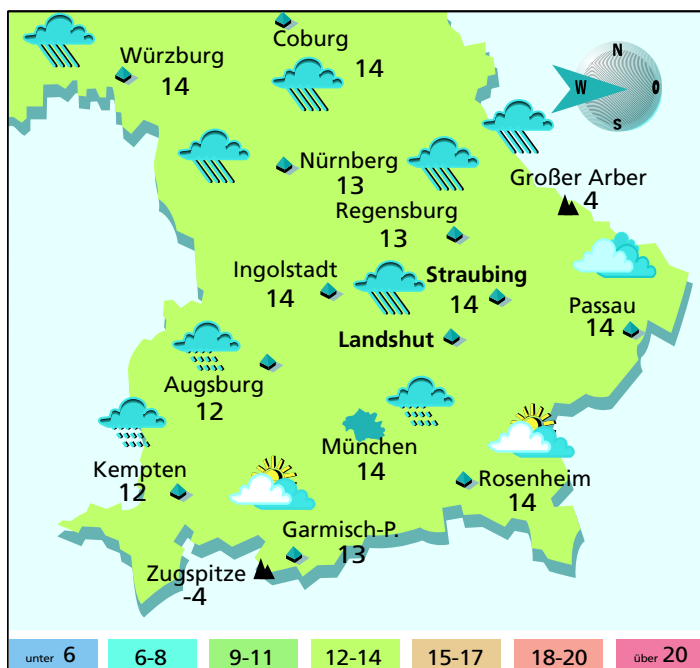 Coburg
14
Würzburg
14
N
W O
S
Nürnberg
13
Großer Arber
4
Regensburg
13
Ingolstadt
14
Straubing
14
Passau
14
Landshut
Augsburg
12
München
14
Kempten
12
Rosenheim
14
Garmisch-P.
13
Zugspitze
-4
unter 6 6-8 9-11 12-14 15-17 18-20 über 20